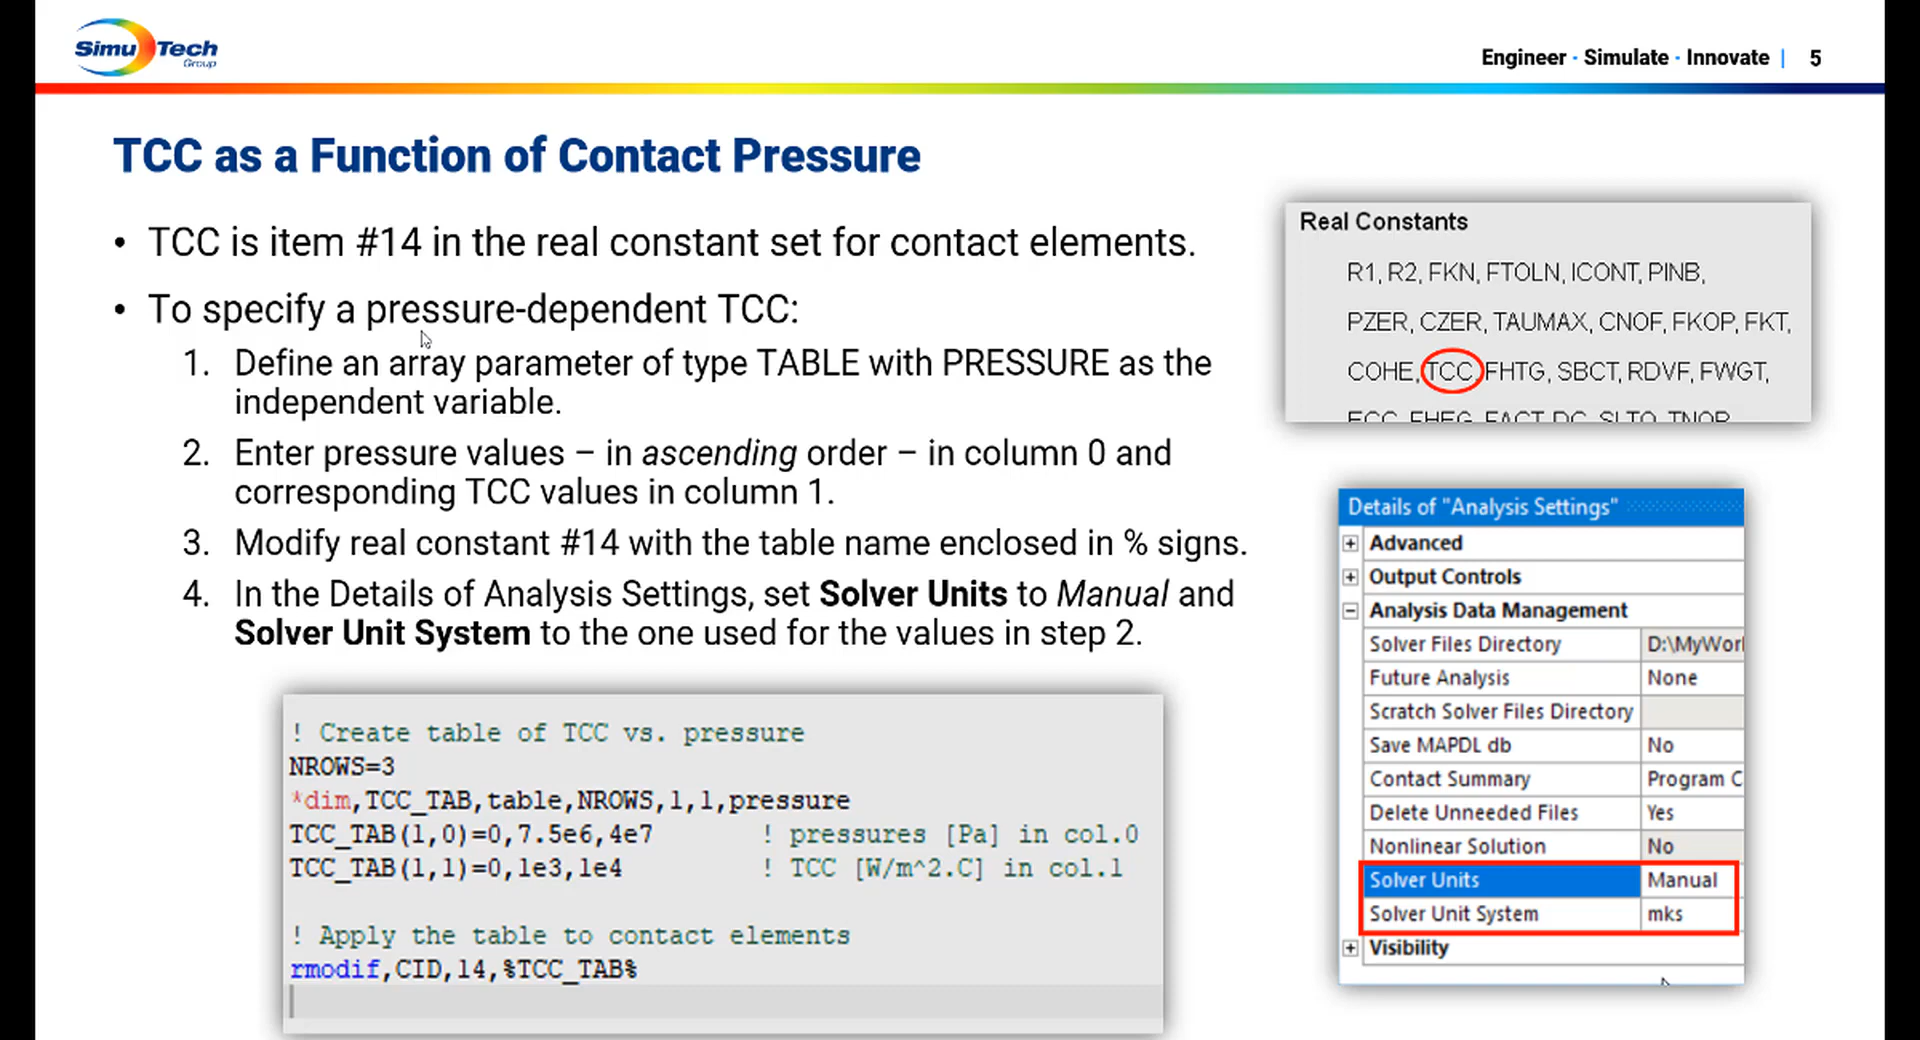 Simu Tech
Group
Engineer · Simulate · Innovate | 5
TCC as a Function of Contact Pressure
• TCC is item #14 in the real constant set for contact elements.
• To specify a pressure-dependent TCC:
1. Define an array parameter of type TABLE with PRESSURE as the
independent variable.
2. Enter pressure values – in ascending order – in column 0 and
corresponding TCC values in column 1.
3. Modify real constant #14 with the table name enclosed in % signs.
4. In the Details of Analysis Settings, set Solver Units to Manual and
Solver Unit System to the one used for the values in step 2.
! Create table of TCC vs. pressure
NROWS=3
*dim,TCC_TAB,table,NROWS,1,1,pressure
TCC_TAB(1,0)=0,7.5e6,4e7 ! pressures [Pa] in col.0
TCC_TAB(1,1)=0,1e3,1e4 ! TCC [W/m^2.C] in col.1
! Apply the table to contact elements
rmodif,CID,14,%TCC_TAB%
Real Constants
R1, R2, FKN, FTOLN, ICONT, PINB,
PZER, CZER, TAUMAX, CNOF, FKOP, FKT,
COHE, TCC, FHTG, SBCT, RDVF, FWGT,
ECC, FHEG, FACT, DC, SLTO, TNOP
Details of "Analysis Settings"
Advanced
Output Controls
Analysis Data Management
Solver Files Directory D:\MyWor
Future Analysis None
Scratch Solver Files Directory
Save MAPDL db No
Contact Summary Program C
Delete Unneeded Files Yes
Nonlinear Solution No
Solver Units Manual
Solver Unit System mks
Visibility